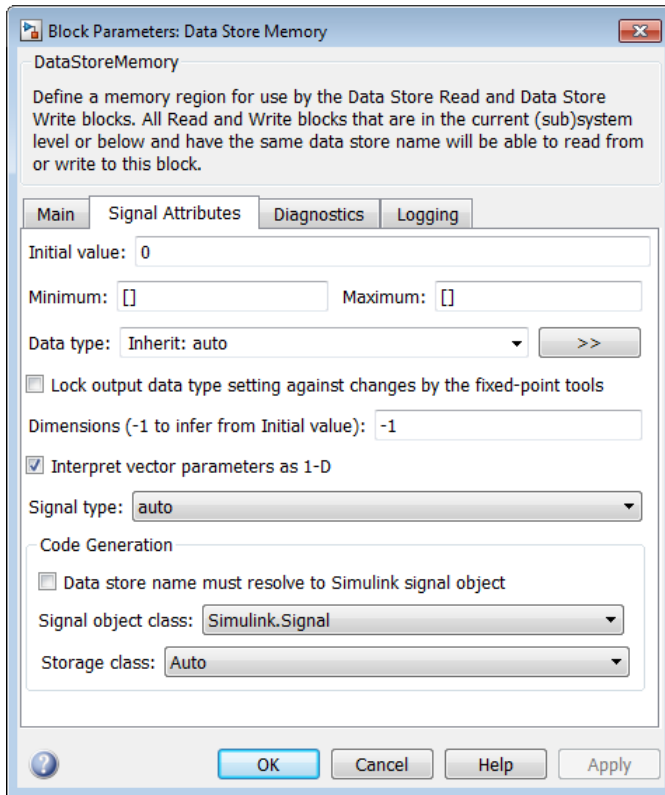 Block Parameters: Data Store Memory
DataStoreMemory
Define a memory region for use by the Data Store Read and Data Store
Write blocks. All Read and Write blocks that are in the current (sub)system
level or below and have the same data store name will be able to read from
or write to this block.
Main Signal Attributes Diagnostics Logging
Initial value: 0
Minimum: [] Maximum: []
Data type: Inherit: auto >>
Lock output data type setting against changes by the fixed-point tools
Dimensions (-1 to infer from Initial value): -1
Interpret vector parameters as 1-D
Signal type: auto
Code Generation
Data store name must resolve to Simulink signal object
Signal object class: Simulink.Signal
Storage class: Auto
? OK Cancel Help Apply